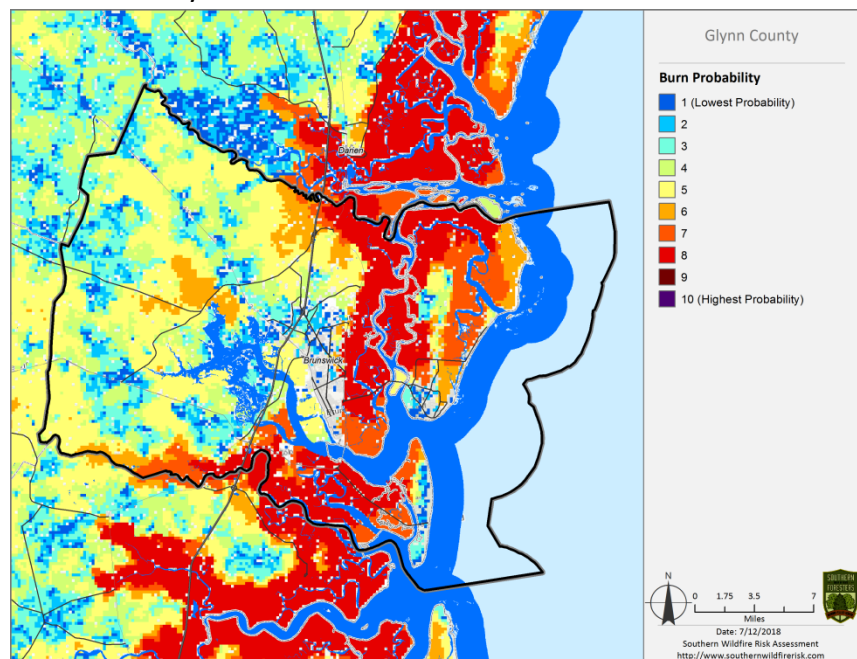 Glynn County
Burn Probability
1 (Lowest Probability)
2
3
4
5
6
7
8
9
10 (Highest Probability)
Darien
Brunswick
N
0 1.75 3.5 7
Miles
Date: 7/12/2018
Southern Wildfire Risk Assessment
http://www.southernwildfirerisk.com
SOUTHERN
FORESTERS